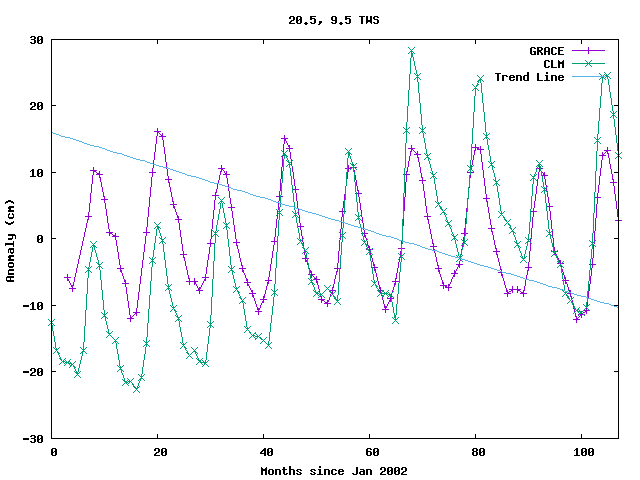 20.5, 9.5 TWS
GRACE
CLM
Trend Line
30
20
10
0
-10
-20
-30
Anomaly (cm)
0 20 40 60 80 100
Months since Jan 2002